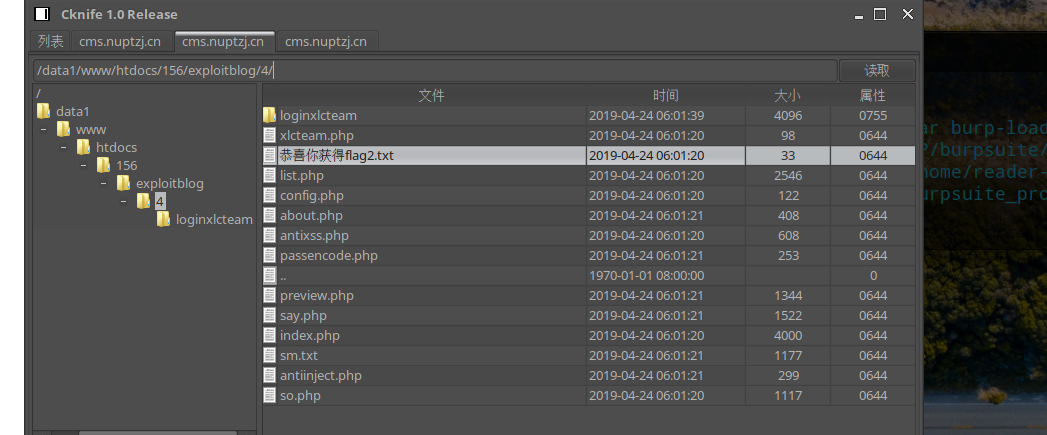 Cknife 1.0 Release
列表 cms.nuptzj.cn cms.nuptzj.cn cms.nuptzj.cn
/data1/www/htdocs/156/exploitblog/4/ 读取
/
data1
www
htdocs
156
exploitblog
4
loginxlcteam
文件 时间 大小 属性
loginxlcteam 2019-04-24 06:01:39 4096 0755
xlcteam.php 2019-04-24 06:01:20 98 0644
恭喜你获得flag2.txt 2019-04-24 06:01:20 33 0644
list.php 2019-04-24 06:01:20 2546 0644
config.php 2019-04-24 06:01:20 122 0644
about.php 2019-04-24 06:01:21 408 0644
antixss.php 2019-04-24 06:01:20 608 0644
passencode.php 2019-04-24 06:01:21 253 0644
.. 1970-01-01 08:00:00 0
preview.php 2019-04-24 06:01:21 1344 0644
say.php 2019-04-24 06:01:21 1522 0644
index.php 2019-04-24 06:01:20 4000 0644
sm.txt 2019-04-24 06:01:21 1177 0644
antiinject.php 2019-04-24 06:01:21 299 0644
so.php 2019-04-24 06:01:20 1117 0644
ar burp-load
/burpsuite/
home/reader-
urpsuite_pro